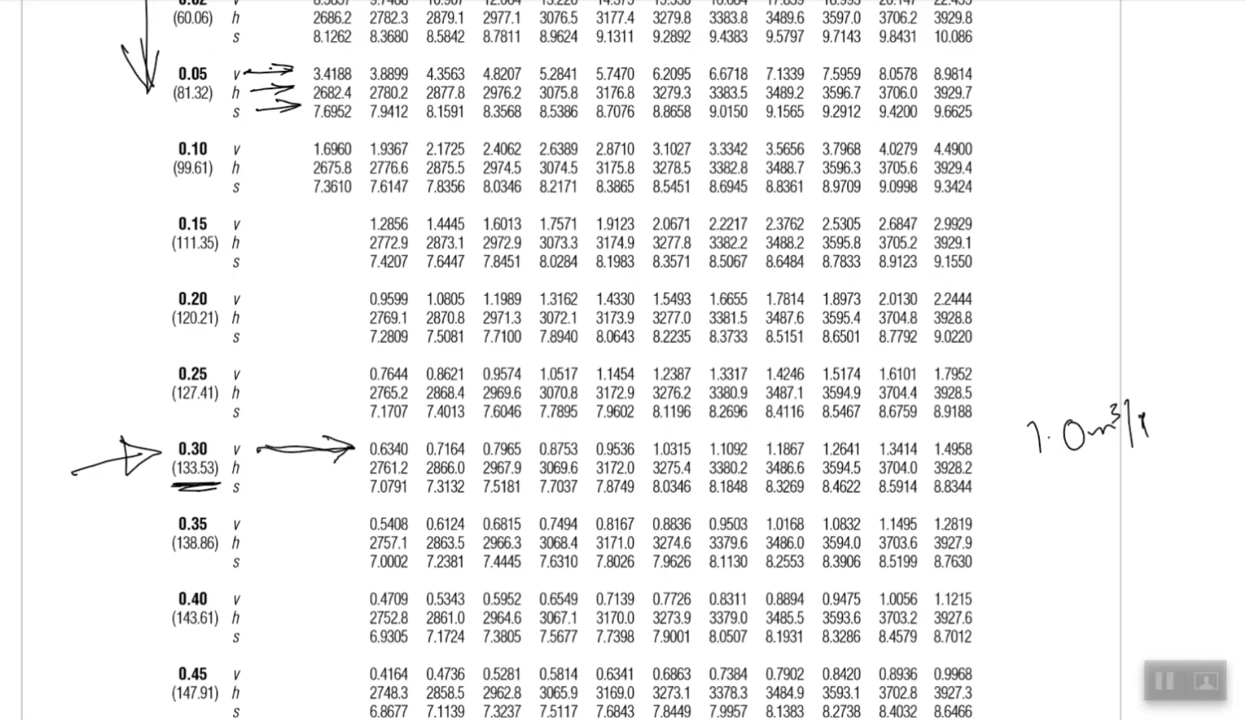 (60.06) h 2686.2 2782.3 2879.1 2977.1 3076.5 3177.4 3279.8 3383.8 3489.6 3597.0 3706.2 3929.8
s 8.1262 8.3680 8.5842 8.7811 8.9624 9.1311 9.2892 9.4383 9.5797 9.7143 9.8431 10.086
0.05 v 3.4188 3.8899 4.3563 4.8207 5.2841 5.7470 6.2095 6.6718 7.1339 7.5959 8.0578 8.9814
(81.32) h 2682.4 2780.2 2877.8 2976.2 3075.8 3176.8 3279.3 3383.5 3489.2 3596.7 3706.0 3929.7
s 7.6952 7.9412 8.1591 8.3568 8.5386 8.7076 8.8658 9.0150 9.1565 9.2912 9.4200 9.6625
0.10 v 1.6960 1.9367 2.1725 2.4062 2.6389 2.8710 3.1027 3.3342 3.5656 3.7968 4.0279 4.4900
(99.61) h 2675.8 2776.6 2875.5 2974.5 3074.5 3175.8 3278.5 3382.8 3488.7 3596.3 3705.6 3929.4
s 7.3610 7.6147 7.8356 8.0346 8.2171 8.3865 8.5451 8.6945 8.8361 8.9709 9.0998 9.3424
0.15 v 1.2856 1.4445 1.6013 1.7571 1.9123 2.0671 2.2217 2.3762 2.5305 2.6847 2.9929
(111.35) h 2772.9 2873.1 2972.9 3073.3 3174.9 3277.8 3382.2 3488.2 3595.8 3705.2 3929.1
s 7.4207 7.6447 7.8451 8.0284 8.1983 8.3571 8.5067 8.6484 8.7833 8.9123 9.1550
0.20 v 0.9599 1.0805 1.1989 1.3162 1.4330 1.5493 1.6655 1.7814 1.8973 2.0130 2.2444
(120.21) h 2769.1 2870.8 2971.3 3072.1 3173.9 3277.0 3381.5 3487.6 3595.4 3704.8 3928.8
s 7.2809 7.5081 7.7100 7.8940 8.0643 8.2235 8.3733 8.5151 8.6501 8.7792 9.0220
0.25 v 0.7644 0.8621 0.9574 1.0517 1.1454 1.2387 1.3317 1.4246 1.5174 1.6101 1.7952
(127.41) h 2765.2 2868.4 2969.6 3070.8 3172.9 3276.2 3380.9 3487.1 3594.9 3704.4 3928.5
s 7.1707 7.4013 7.6046 7.7895 7.9602 8.1196 8.2696 8.4116 8.5467 8.6759 8.9188
0.30 v 0.6340 0.7164 0.7965 0.8753 0.9536 1.0315 1.1092 1.1867 1.2641 1.3414 1.4958
(133.53) h 2761.2 2866.0 2967.9 3069.6 3172.0 3275.4 3380.2 3486.6 3594.5 3704.0 3928.2
s 7.0791 7.3132 7.5181 7.7037 7.8749 8.0346 8.1848 8.3269 8.4622 8.5914 8.8344
0.35 v 0.5408 0.6124 0.6815 0.7494 0.8167 0.8836 0.9503 1.0168 1.0832 1.1495 1.2819
(138.86) h 2757.1 2863.5 2966.3 3068.4 3171.0 3274.6 3379.6 3486.0 3594.0 3703.6 3927.9
s 7.0002 7.2381 7.4445 7.6310 7.8026 7.9626 8.1130 8.2553 8.3906 8.5199 8.7630
0.40 v 0.4709 0.5343 0.5952 0.6549 0.7139 0.7726 0.8311 0.8894 0.9475 1.0056 1.1215
(143.61) h 2752.8 2861.0 2964.6 3067.1 3170.0 3273.9 3379.0 3485.5 3593.6 3703.2 3927.6
s 6.9305 7.1724 7.3805 7.5677 7.7398 7.9001 8.0507 8.1931 8.3286 8.4579 8.7012
0.45 v 0.4164 0.4736 0.5281 0.5814 0.6341 0.6863 0.7384 0.7902 0.8420 0.8936 0.9968
(147.91) h 2748.3 2858.5 2962.8 3065.9 3169.0 3273.1 3378.3 3484.9 3593.1 3702.8 3927.3
s 6.8677 7.1139 7.3237 7.5117 7.6843 7.8449 7.9957 8.1383 8.2738 8.4032 8.6466